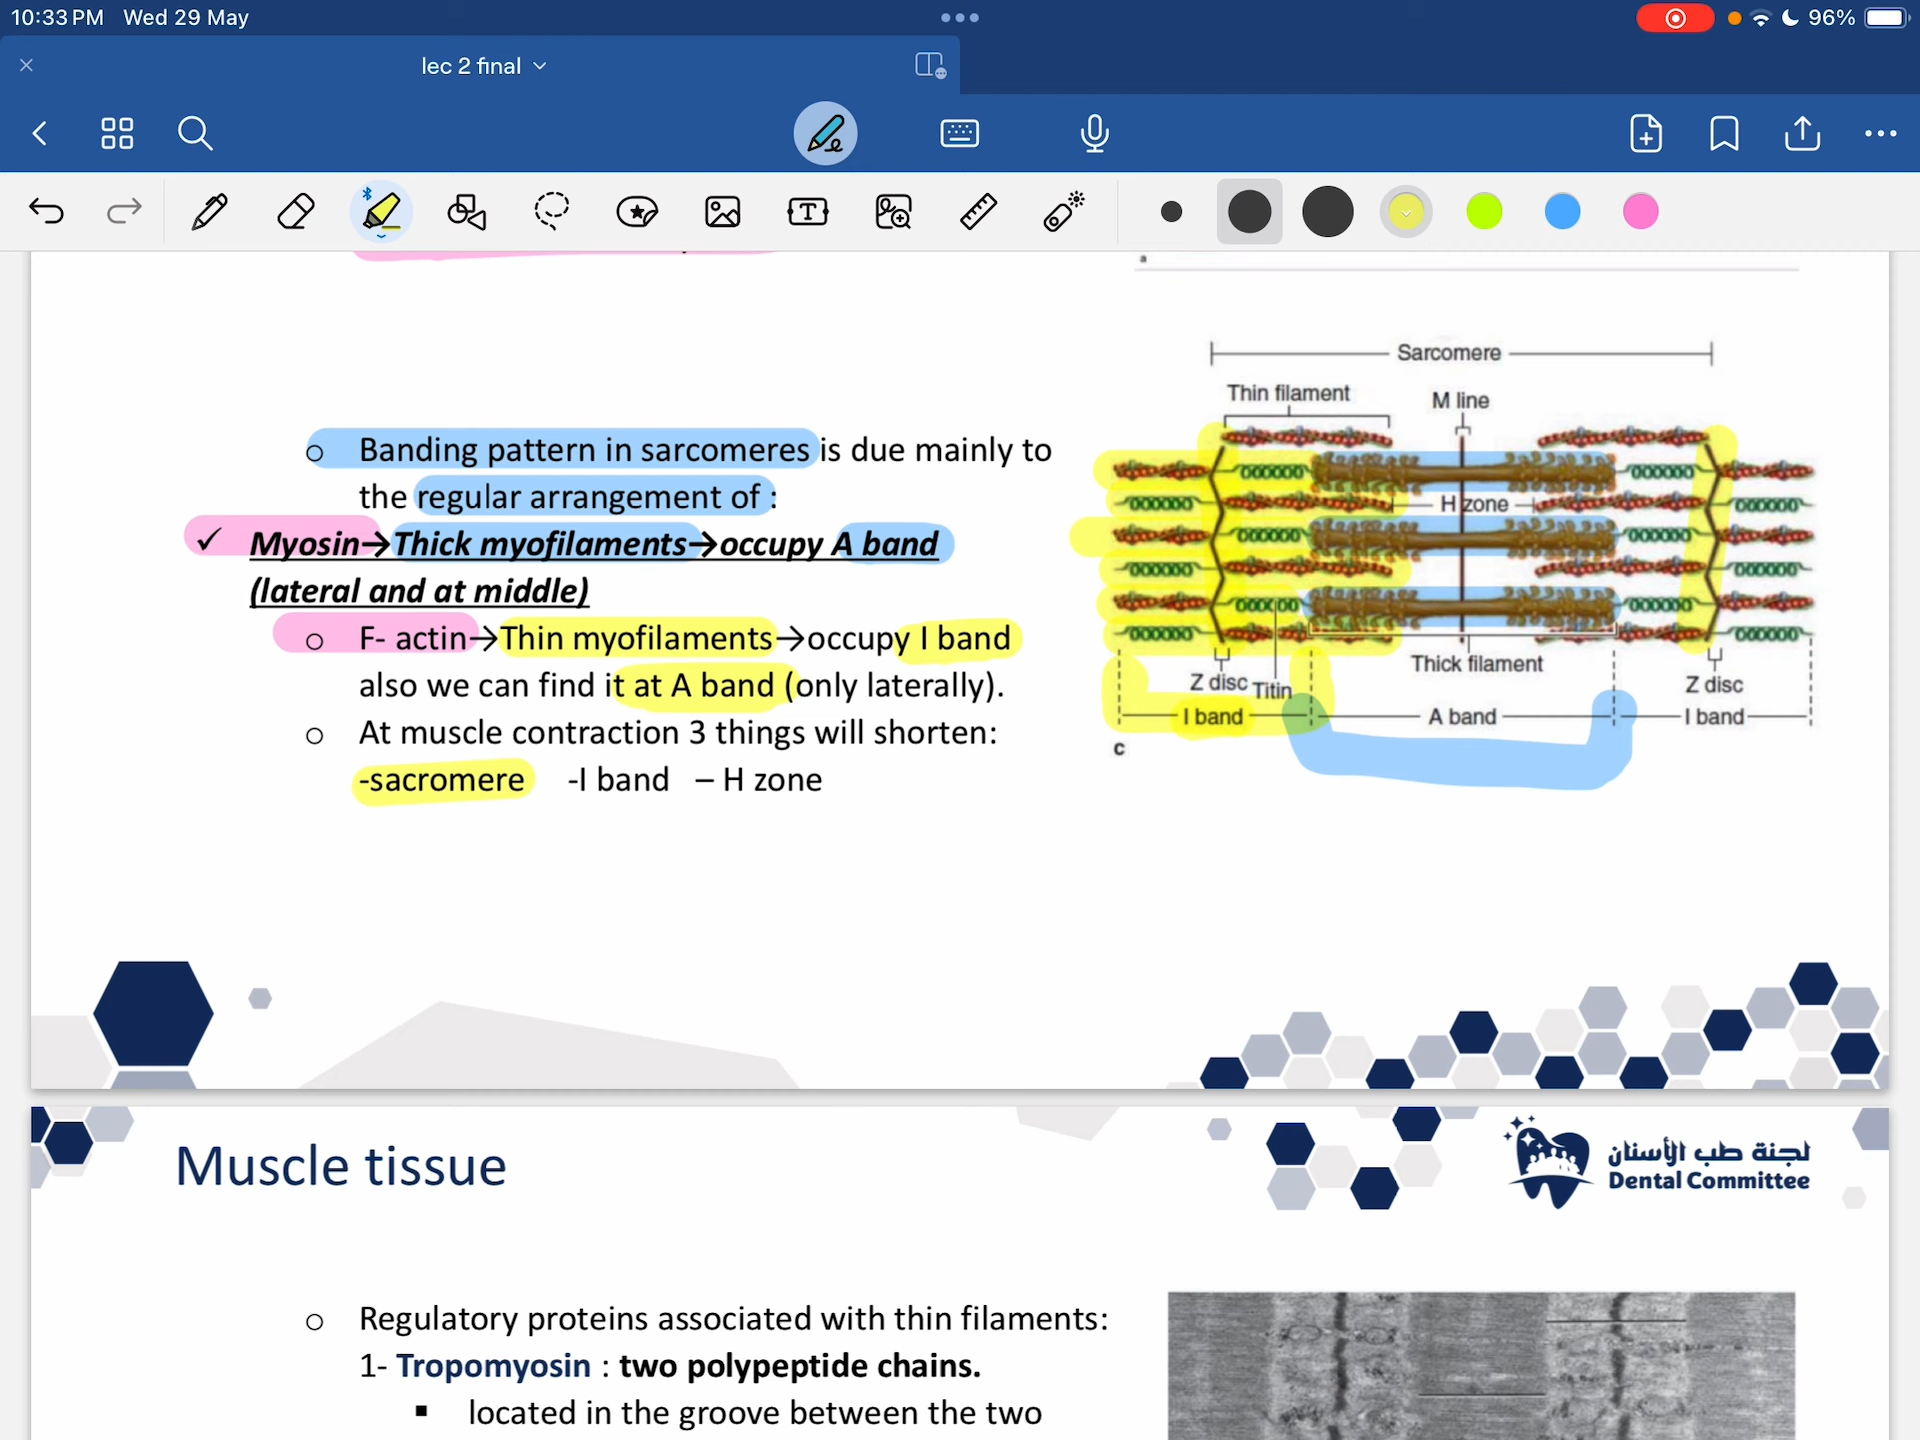 10:33 PM Wed 29 May
96%
lec 2 final
a
Sarcomere
Thin filament
M line
o Banding pattern in sarcomeres is due mainly to
the regular arrangement of :
✓ Myosin→Thick myofilaments→occupy A band
(lateral and at middle)
o F- actin→Thin myofilaments→occupy I band
also we can find it at A band (only laterally).
o At muscle contraction 3 things will shorten:
-sacromere -I band – H zone
H zone
Thick filament
Z disc Titin Z disc
I band A band I band
c
Muscle tissue
لجنة طب الأسنان
Dental Committee
o Regulatory proteins associated with thin filaments:
1- Tropomyosin : two polypeptide chains.
▪ located in the groove between the two